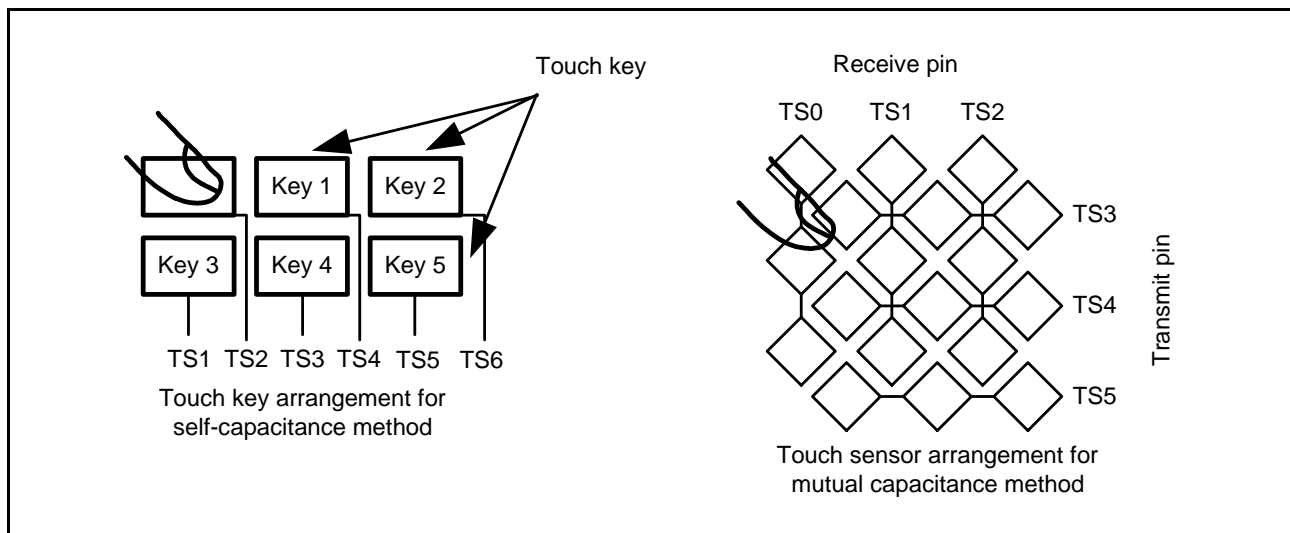 Touch key
Key 1
Key 2
Key 3
Key 4
Key 5
TS1 TS2 TS3 TS4 TS5 TS6
Touch key arrangement for
self-capacitance method
Receive pin
TS0 TS1 TS2
TS3
TS4
TS5
Transmit pin
Touch sensor arrangement for
mutual capacitance method